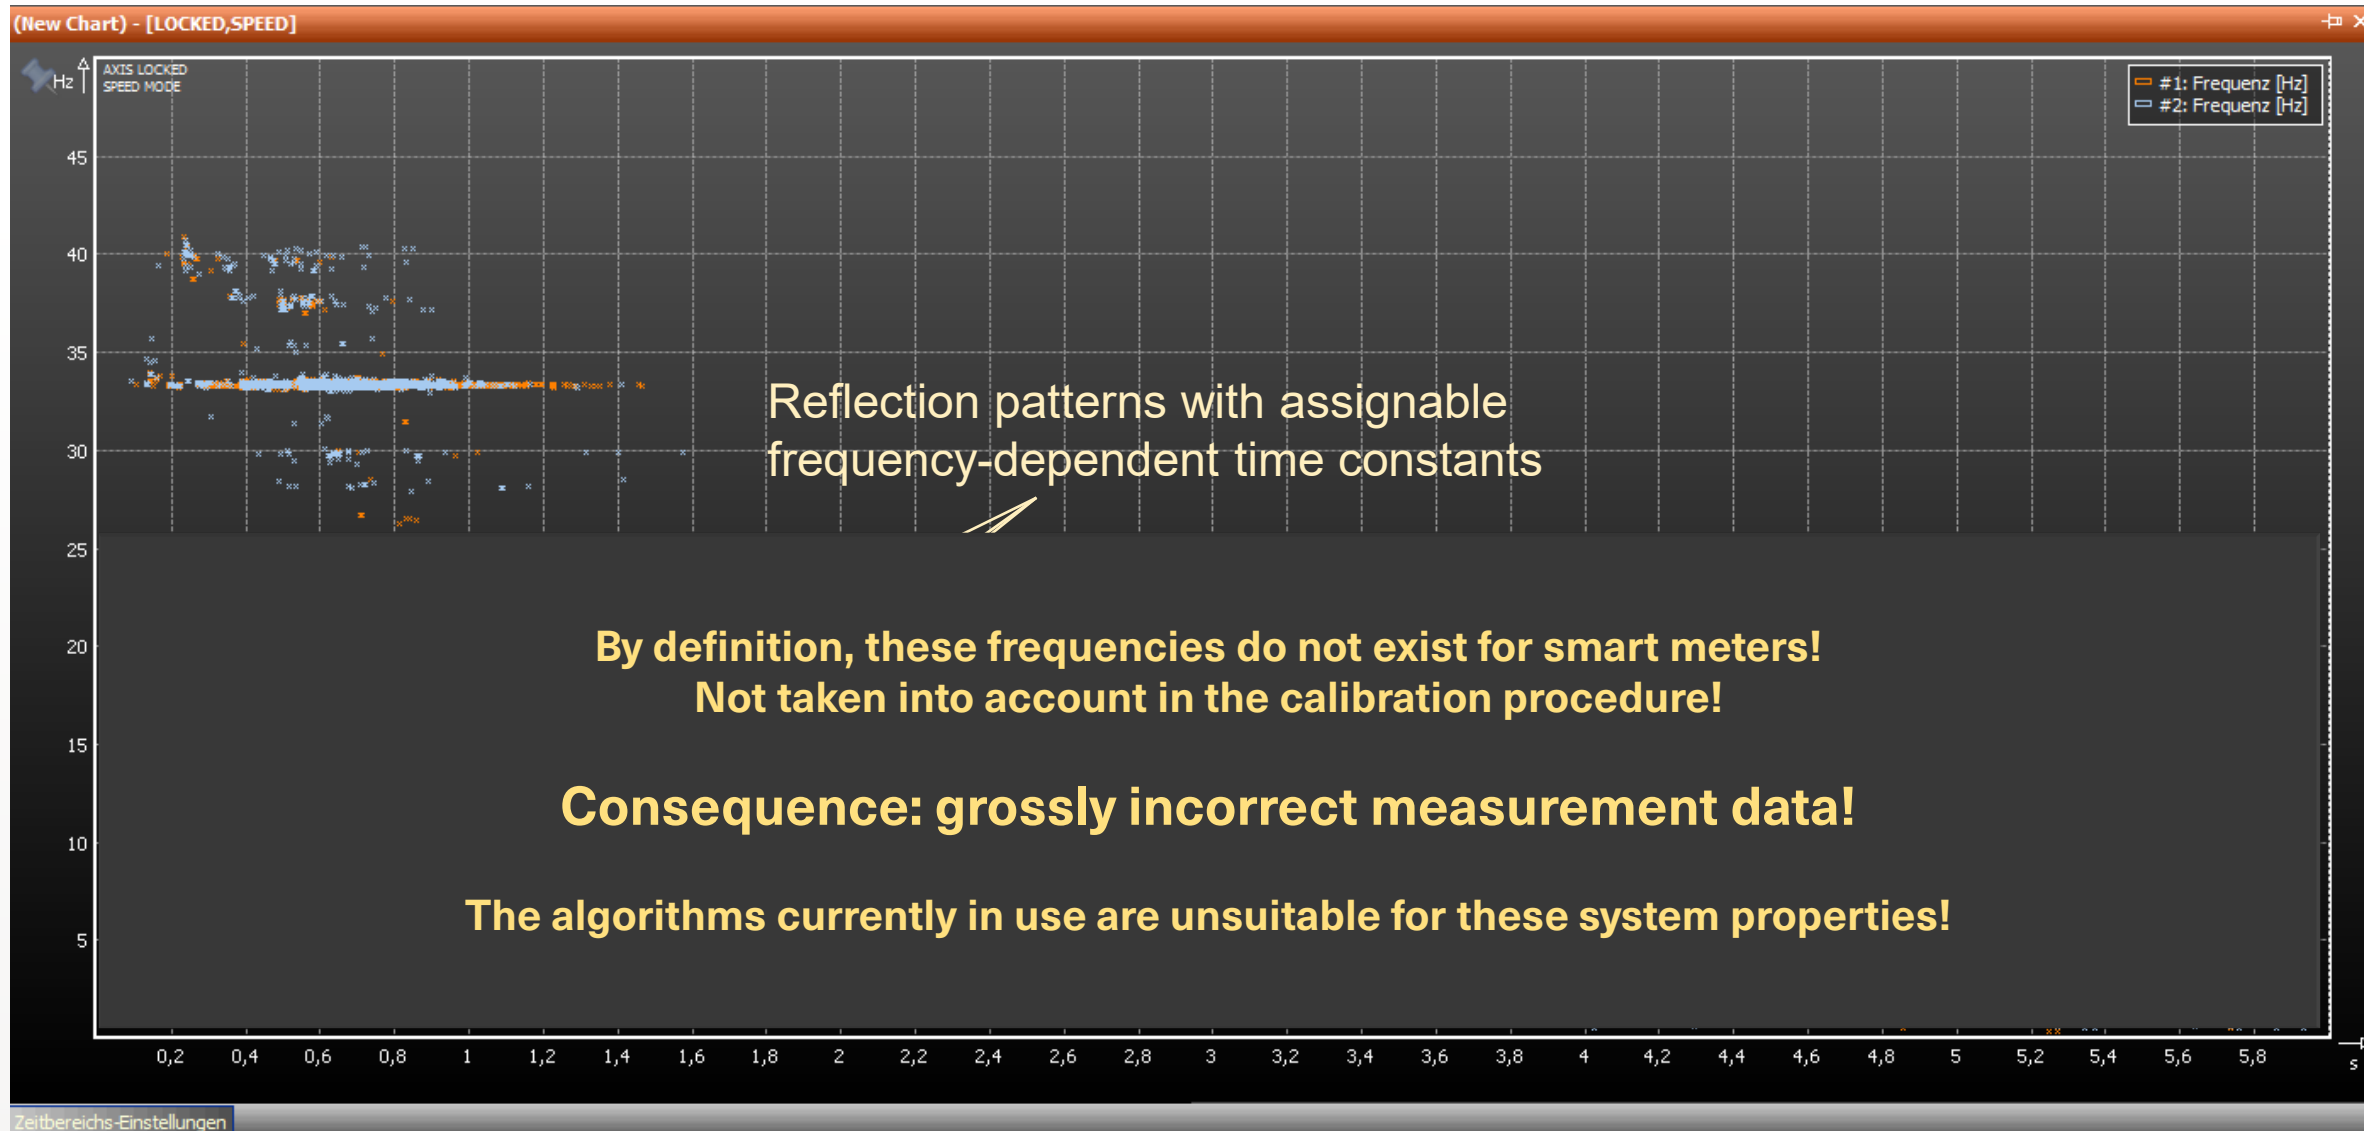 (New Chart) - [LOCKED,SPEED]
Hz
AXIS LOCKED
SPEED MODE
#1: Frequenz [Hz]
#2: Frequenz [Hz]
45
40
35
30
25
20
15
10
5
Reflection patterns with assignable
frequency-dependent time constants
By definition, these frequencies do not exist for smart meters!
Not taken into account in the calibration procedure!
Consequence: grossly incorrect measurement data!
The algorithms currently in use are unsuitable for these system properties!
0,2 0,4 0,6 0,8 1 1,2 1,4 1,6 1,8 2 2,2 2,4 2,6 2,8 3 3,2 3,4 3,6 3,8 4 4,2 4,4 4,6 4,8 5 5,2 5,4 5,6 5,8
s
Zeitbereichs-Einstellungen